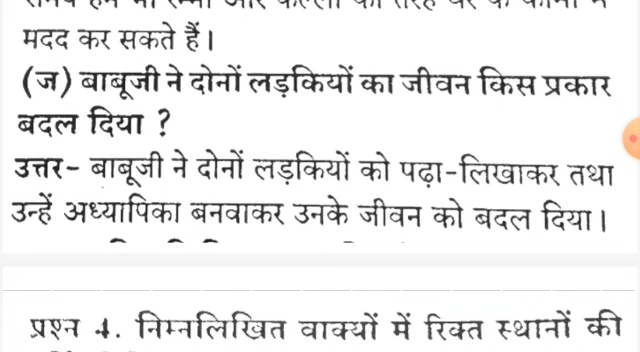 मदद कर सकते हैं।
(ज) बाबूजी ने दोनों लड़कियों का जीवन किस प्रकार
बदल दिया ?
उत्तर- बाबूजी ने दोनों लड़कियों को पढ़ा-लिखाकर तथा
उन्हें अध्यापिका बनवाकर उनके जीवन को बदल दिया।
प्रश्न 4. निम्नलिखित वाक्यों में रिक्त स्थानों की